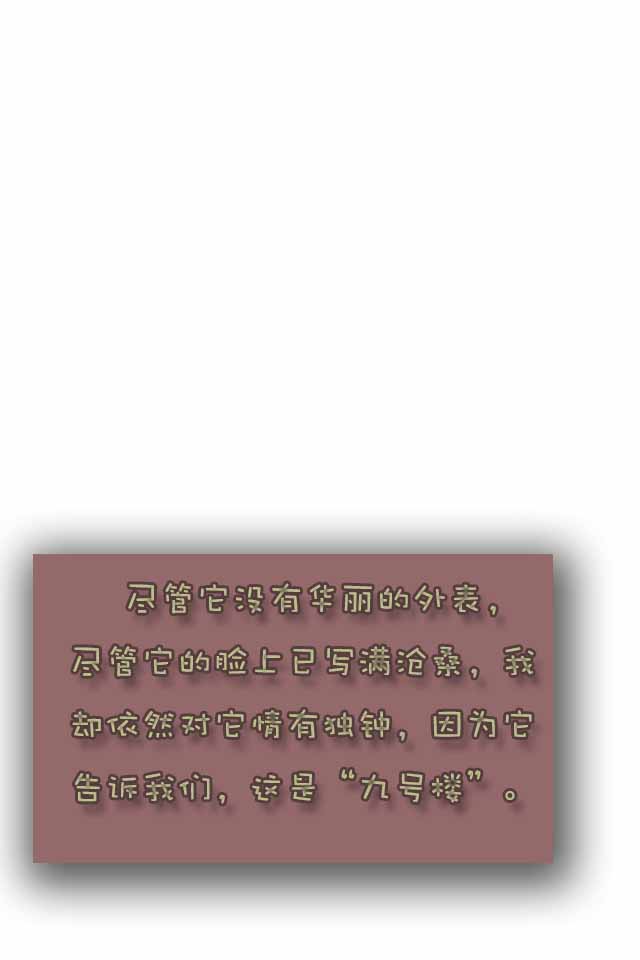 尽管它没有华丽的外表，
尽管它的脸上已写满沧桑，我
却依然对它情有独钟，因为它
告诉我们，这是“九号楼”。